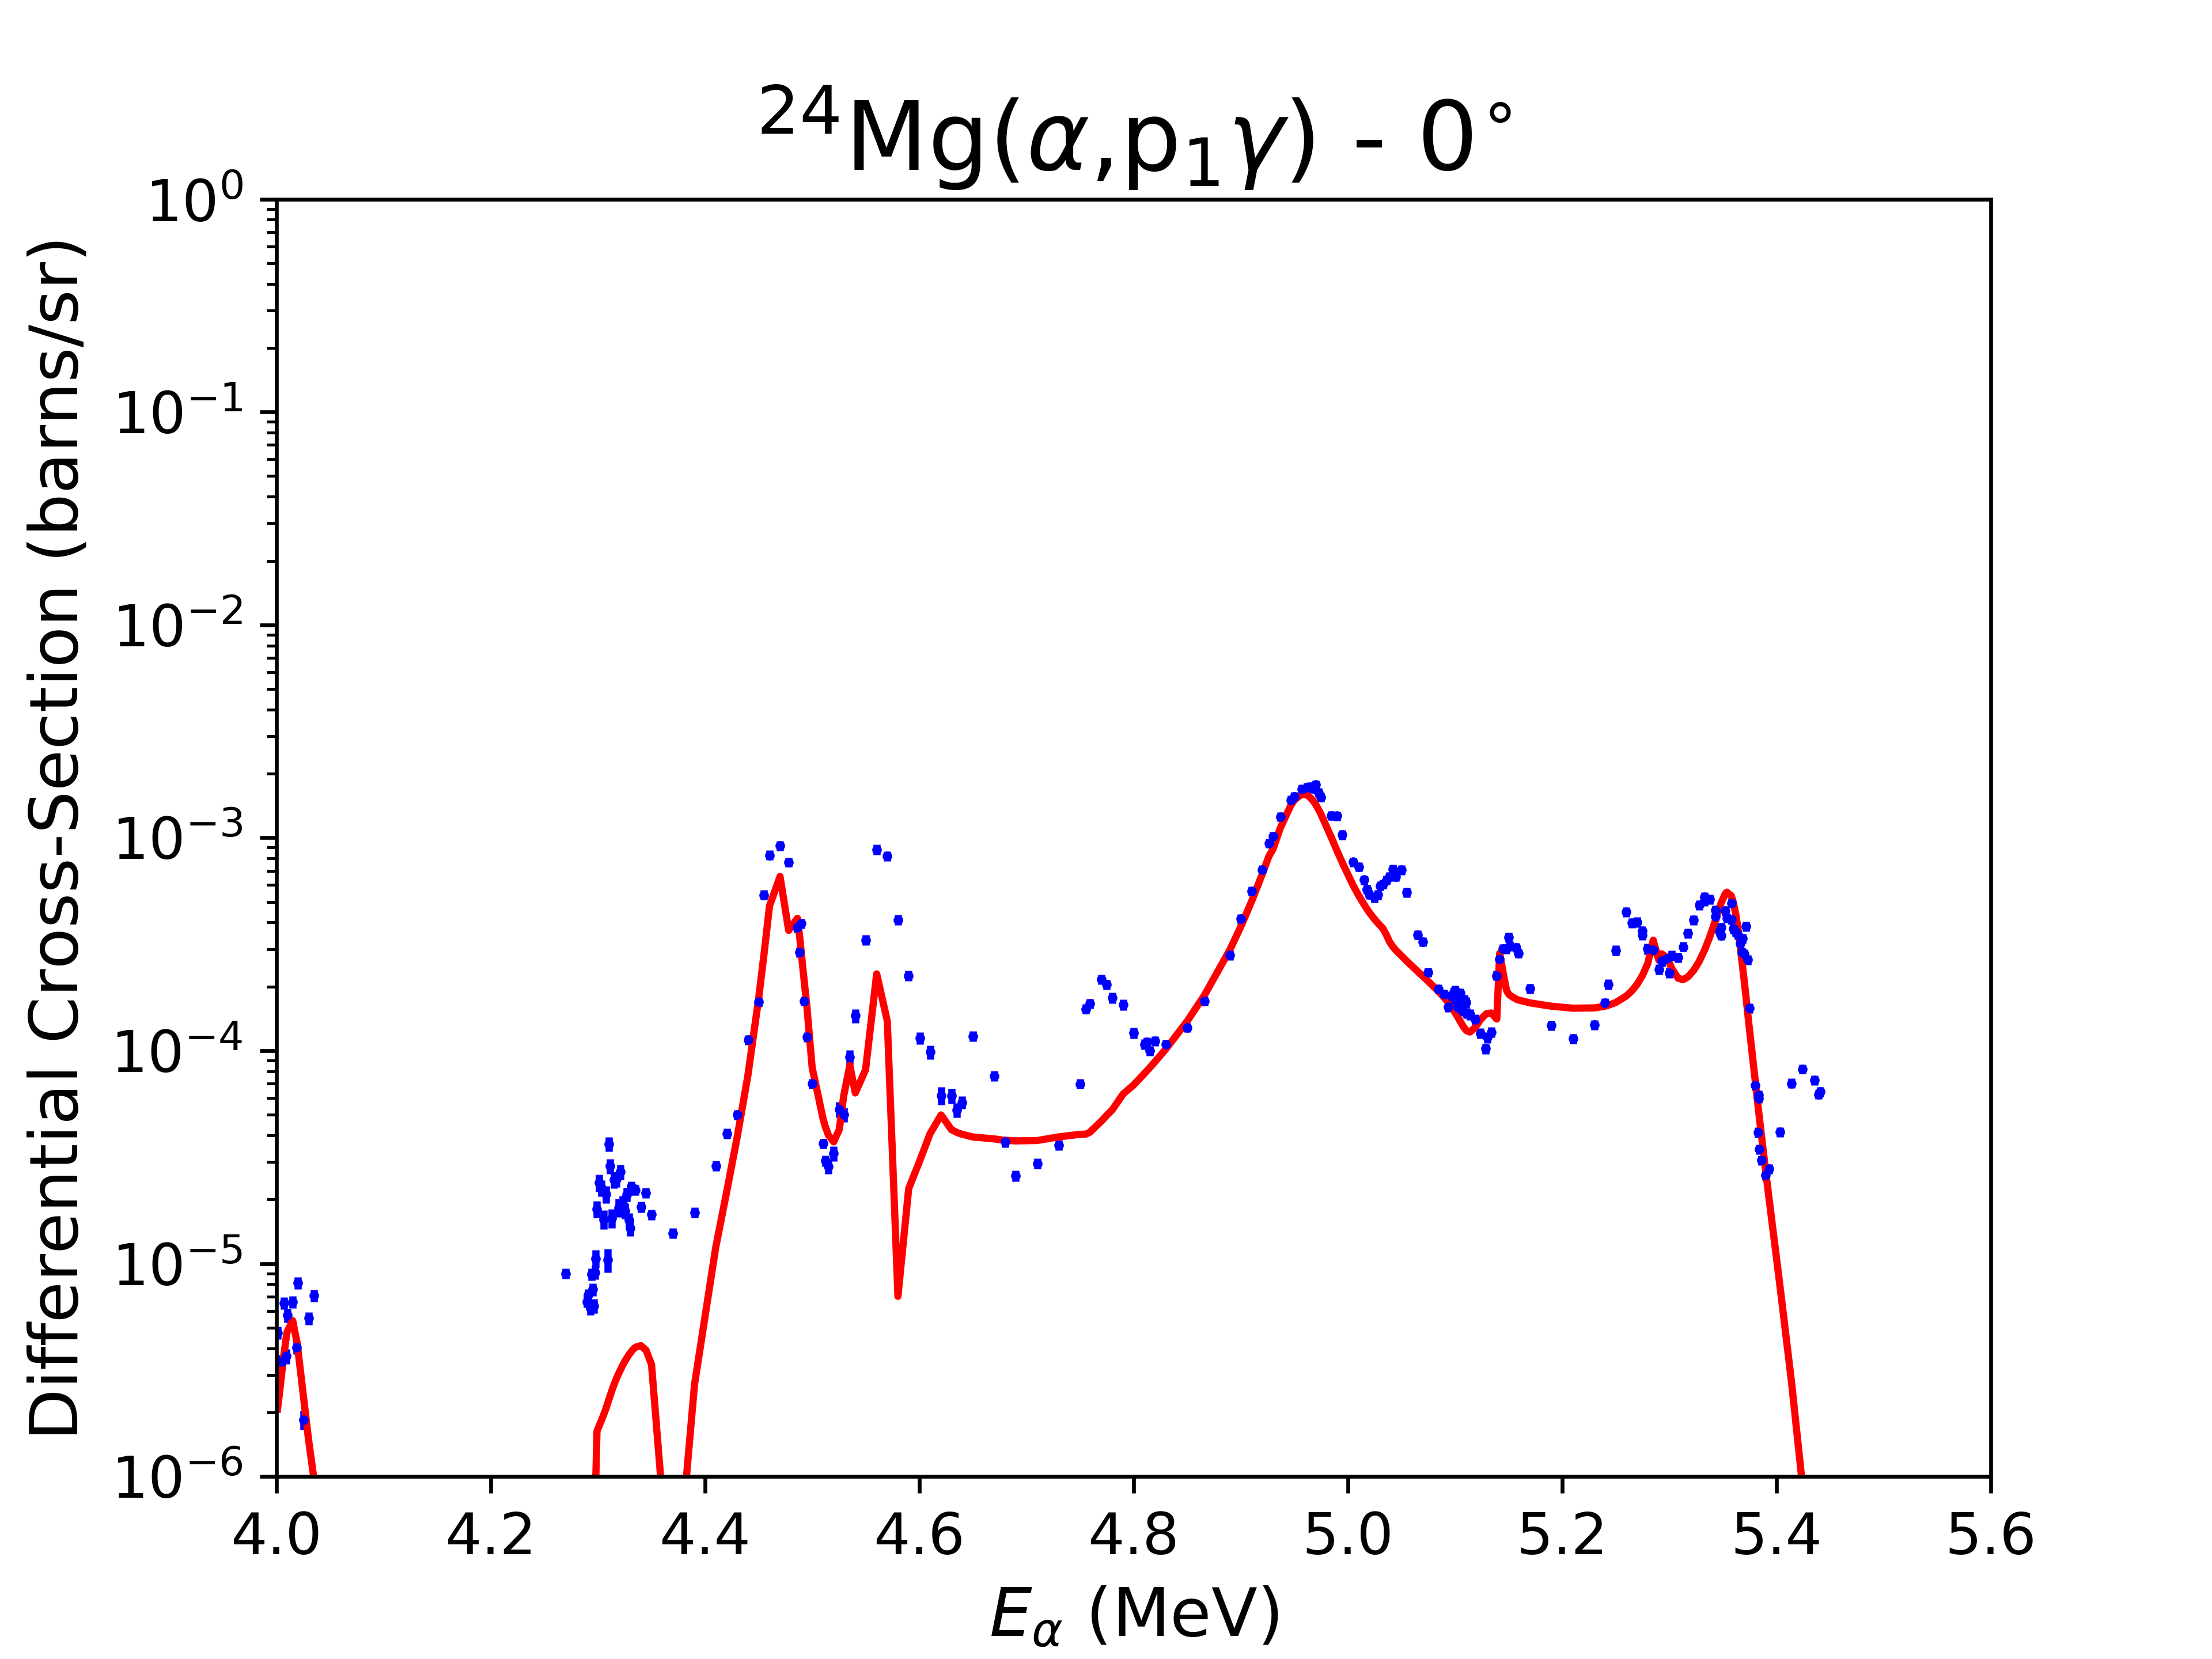 ²⁴Mg(α,p₁γ) - 0°
Differential Cross-Section (barns/sr)
10⁰
10⁻¹
10⁻²
10⁻³
10⁻⁴
10⁻⁵
10⁻⁶
4.0 4.2 4.4 4.6 4.8 5.0 5.2 5.4 5.6
Eα (MeV)